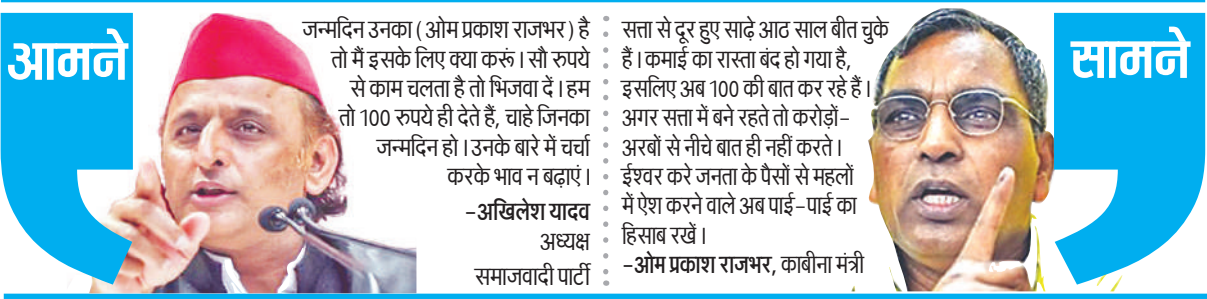 आमने
जन्मदिन उनका (ओम प्रकाश राजभर) है
तो मैं इसके लिए क्या करूं। सौ रुपये
से काम चलता है तो भिजवा दें। हम
तो 100 रुपये ही देते हैं, चाहे जिनका
जन्मदिन हो। उनके बारे में चर्चा
करके भाव न बढ़ाएं।
-अखिलेश यादव
अध्यक्ष
समाजवादी पार्टी
सत्ता से दूर हुए साढ़े आठ साल बीत चुके
हैं। कमाई का रास्ता बंद हो गया है,
इसलिए अब 100 की बात कर रहे हैं।
अगर सत्ता में बने रहते तो करोड़ों-
अरबों से नीचे बात ही नहीं करते।
ईश्वर करे जनता के पैसों से महलों
में ऐश करने वाले अब पाई-पाई का
हिसाब रखें।
-ओम प्रकाश राजभर, काबीना मंत्री
सामने